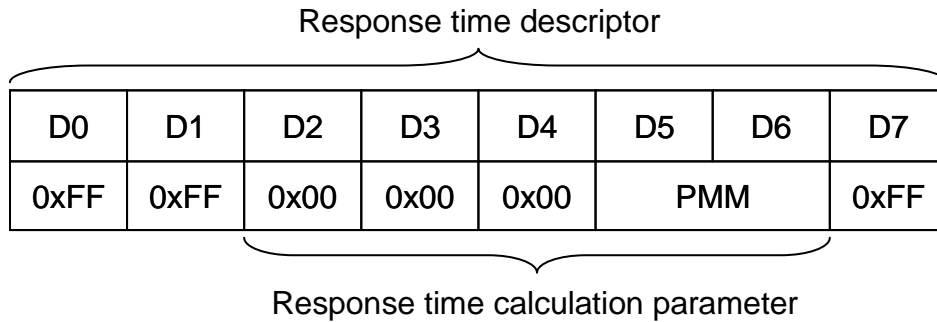 Response time descriptor
D0 D1 D2 D3 D4 D5 D6 D7
0xFF 0xFF 0x00 0x00 0x00 PMM 0xFF
Response time calculation parameter